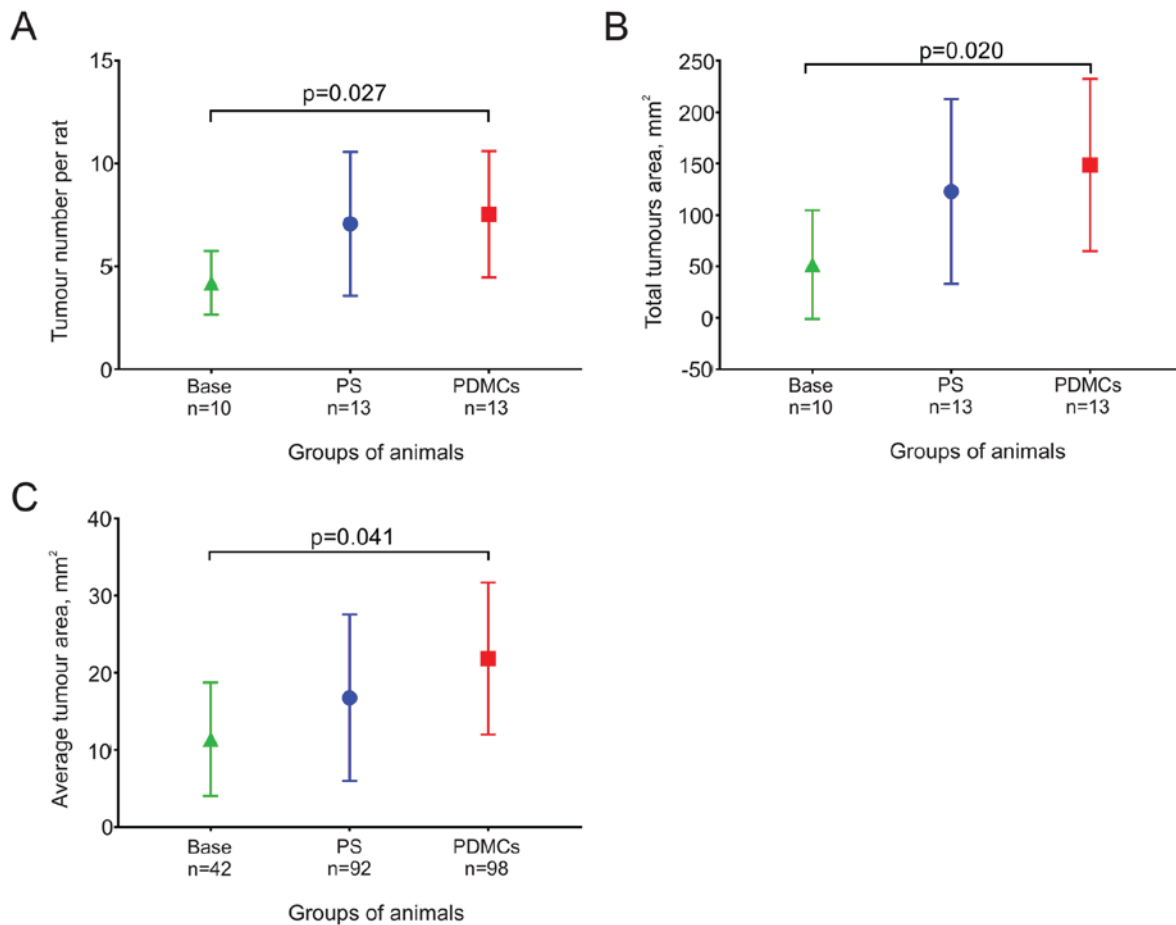 A
Tumour number per rat
15
10
5
0
p=0.027
Base PS PDMCs
n=10 n=13 n=13
Groups of animals
B
Total tumours area, mm²
250
200
150
100
50
0
-50
p=0.020
Base PS PDMCs
n=10 n=13 n=13
Groups of animals
C
Average tumour area, mm²
40
30
20
10
0
p=0.041
Base PS PDMCs
n=42 n=92 n=98
Groups of animals